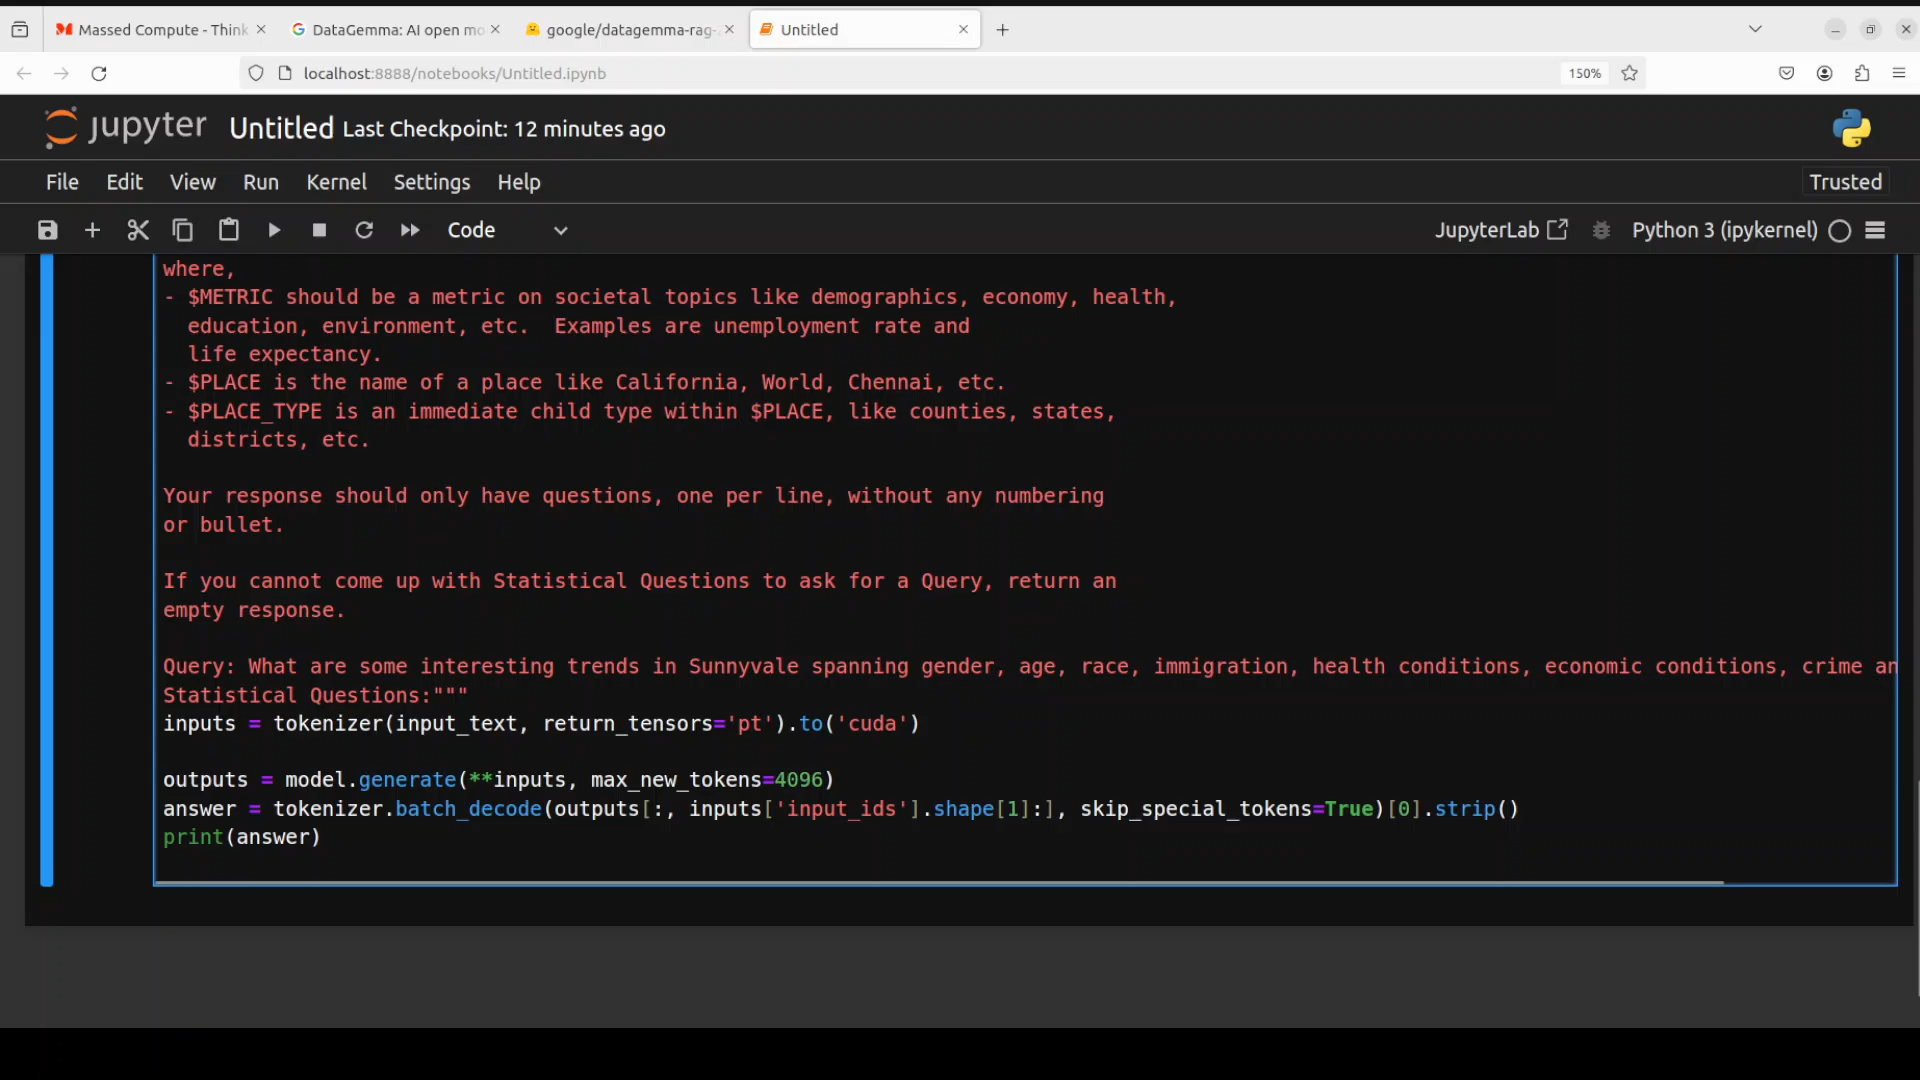 Massed Compute - Think
DataGemma: AI open mo
google/datagemma-rag-
Untitled
localhost:8888/notebooks/Untitled.ipynb
150%
jupyter Untitled Last Checkpoint: 12 minutes ago
File Edit View Run Kernel Settings Help
Trusted
Code
JupyterLab
Python 3 (ipykernel)
where,
- $METRIC should be a metric on societal topics like demographics, economy, health,
education, environment, etc.  Examples are unemployment rate and
life expectancy.
- $PLACE is the name of a place like California, World, Chennai, etc.
- $PLACE_TYPE is an immediate child type within $PLACE, like counties, states,
districts, etc.
Your response should only have questions, one per line, without any numbering
or bullet.
If you cannot come up with Statistical Questions to ask for a Query, return an
empty response.
Query: What are some interesting trends in Sunnyvale spanning gender, age, race, immigration, health conditions, economic conditions, crime an
Statistical Questions:"""
inputs = tokenizer(input_text, return_tensors='pt').to('cuda')
outputs = model.generate(**inputs, max_new_tokens=4096)
answer = tokenizer.batch_decode(outputs[:, inputs['input_ids'].shape[1]:], skip_special_tokens=True)[0].strip()
print(answer)